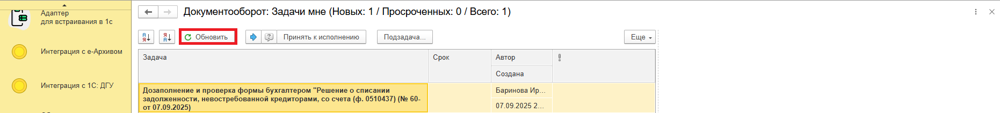 Адаптер
для встраивания в 1с
Интеграция с е-Архивом
Интеграция с 1С: ДГУ
Документооборот: Задачи мне (Новых: 1 / Просроченных: 0 / Всего: 1)
Обновить
Принять к исполнению
Подзадача...
Еще
Задача
Срок
Автор
Создана
Дозаполнение и проверка формы бухгалтером "Решение о списании
задолженности, невостребованной кредиторами, со счета (ф. 0510437) (№ 60-
от 07.09.2025)
Баринова Ир...
07.09.2025 2...